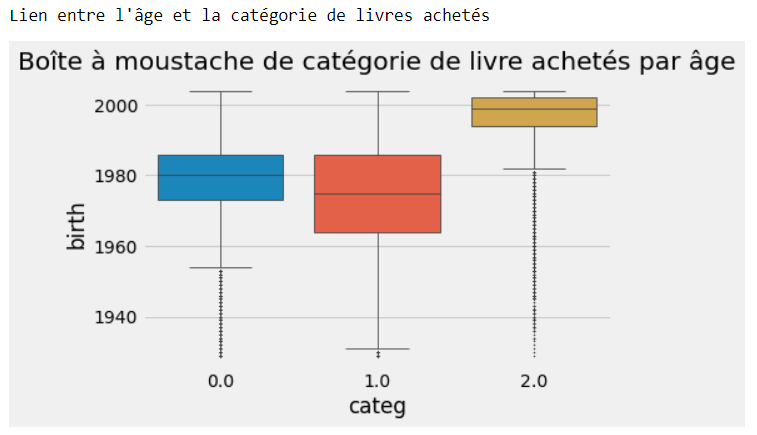 Lien entre l'âge et la catégorie de livres achetés
Boîte à moustache de catégorie de livre achetés par âge
2000
1980
1960
1940
birth
0.0 1.0 2.0
categ